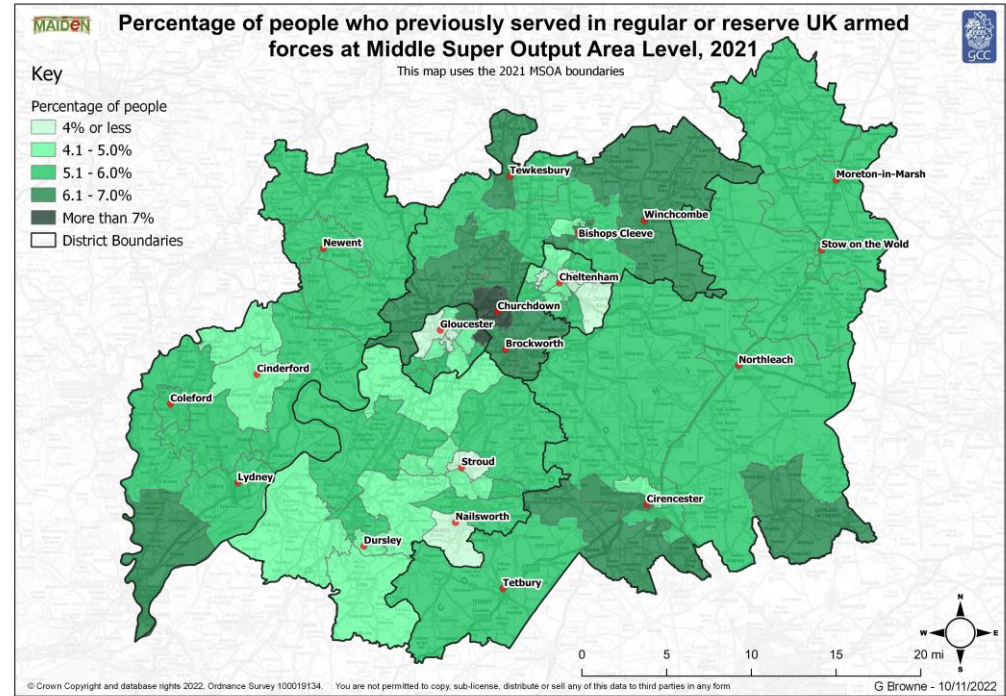 MAIDeN
Percentage of people who previously served in regular or reserve UK armed
forces at Middle Super Output Area Level, 2021
This map uses the 2021 MSOA boundaries
GCC
Key
Percentage of people
4% or less
4.1 - 5.0%
5.1 - 6.0%
6.1 - 7.0%
More than 7%
District Boundaries
Tewkesbury
Moreton-in-Marsh
Winchcombe
Bishops Cleeve
Newent
Stow on the Wold
Cheltenham
Churchdown
Gloucester
Brockworth
Northleach
Cinderford
Coleford
Stroud
Lydney
Cirencester
Nailsworth
Dursley
Tetbury
N
W E
S
0 5 10 15 20 mi
© Crown Copyright and database rights 2022, Ordnance Survey 100019134. You are not permitted to copy, sub-license, distribute or sell any of this data to third parties in any form
G Browne - 10/11/2022